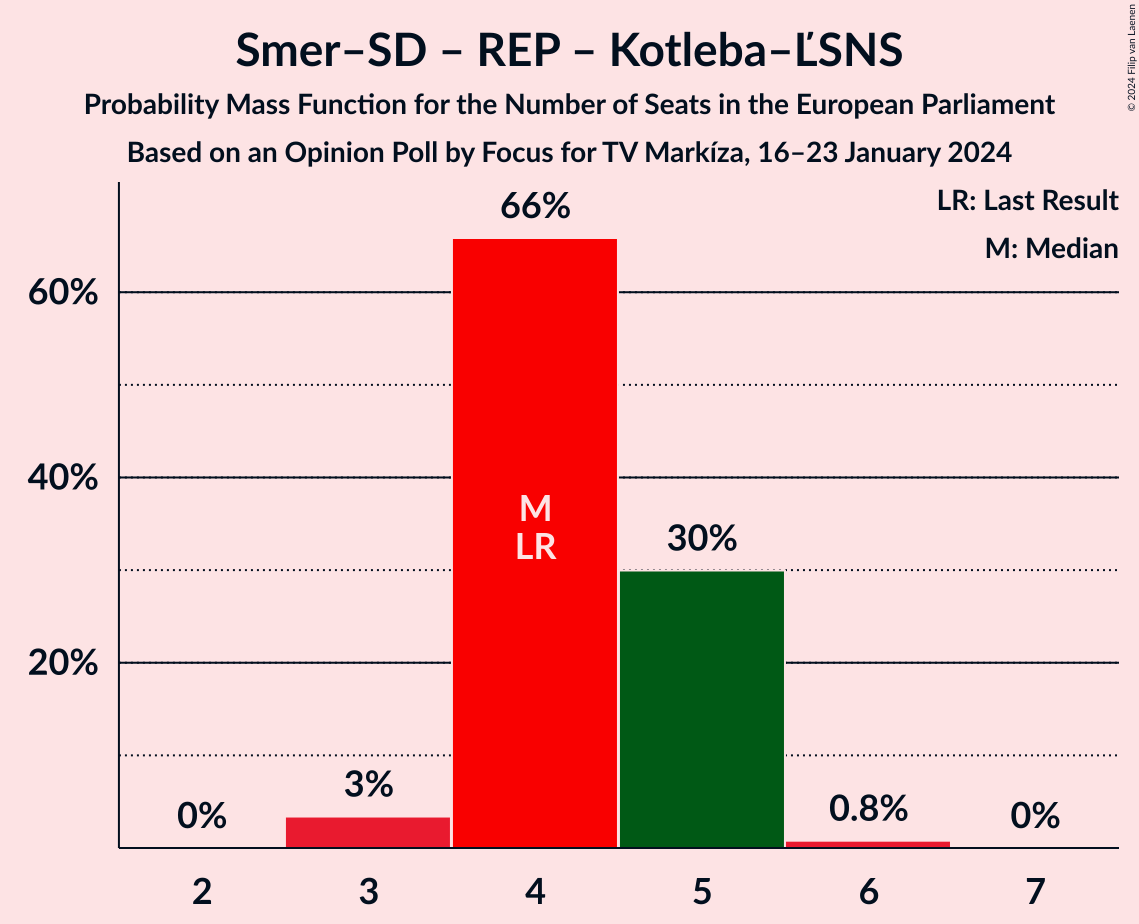 Smer–SD – REP – Kotleba–ĽSNS
Probability Mass Function for the Number of Seats in the European Parliament
Based on an Opinion Poll by Focus for TV Markíza, 16–23 January 2024
© 2024 Filip van Laenen
LR: Last Result
M: Median
60%
40%
20%
0%
3%
66%
M
LR
30%
0.8%
0%
2
3
4
5
6
7